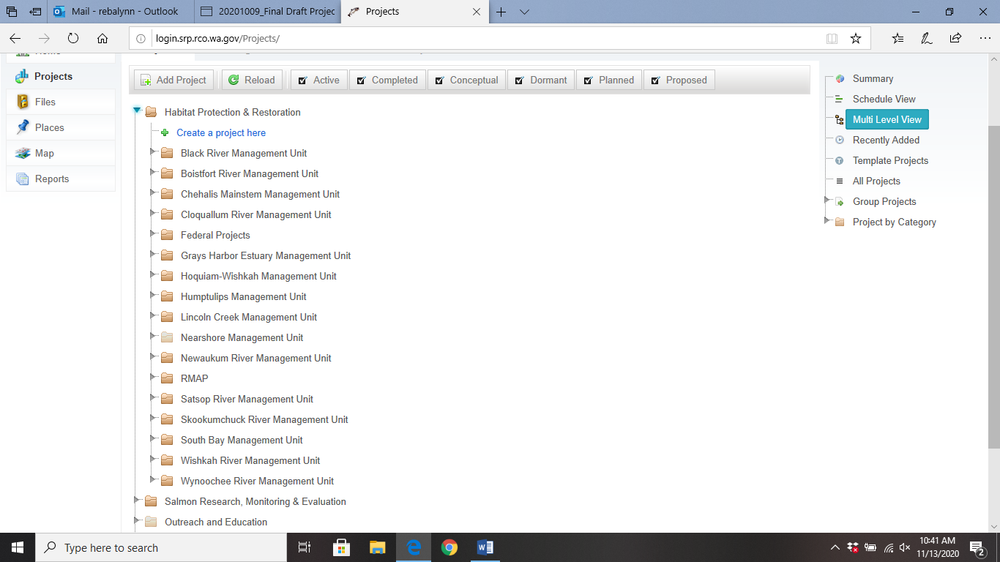 Mail - rebalynn - Outlook
20201009_Final Draft Projec
Projects
login.srp.rco.wa.gov/Projects/
Projects
Files
Places
Map
Reports
Add Project
Reload
Active
Completed
Conceptual
Dormant
Planned
Proposed
Habitat Protection & Restoration
Create a project here
Black River Management Unit
Boistfort River Management Unit
Chehalis Mainstem Management Unit
Cloquallum River Management Unit
Federal Projects
Grays Harbor Estuary Management Unit
Hoquiam-Wishkah Management Unit
Humptulips Management Unit
Lincoln Creek Management Unit
Nearshore Management Unit
Newaukum River Management Unit
RMAP
Satsop River Management Unit
Skookumchuck River Management Unit
South Bay Management Unit
Wishkah River Management Unit
Wynoochee River Management Unit
Salmon Research, Monitoring & Evaluation
Outreach and Education
Summary
Schedule View
Multi Level View
Recently Added
Template Projects
All Projects
Group Projects
Project by Category
Type here to search
10:41 AM
11/13/2020
2